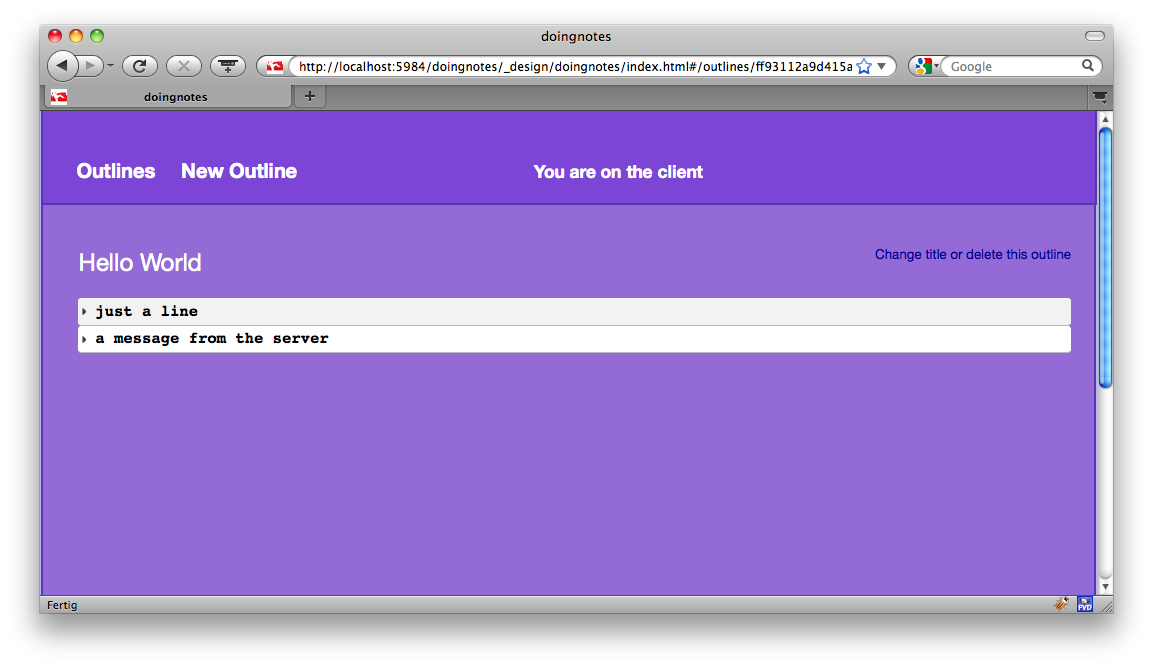 doingnotes
http://localhost:5984/doingnotes/_design/doingnotes/index.html#/outlines/ff93112a9d415a
Google
doingnotes
Outlines New Outline You are on the client
Hello World
Change title or delete this outline
just a line
a message from the server
Fertig
FVD